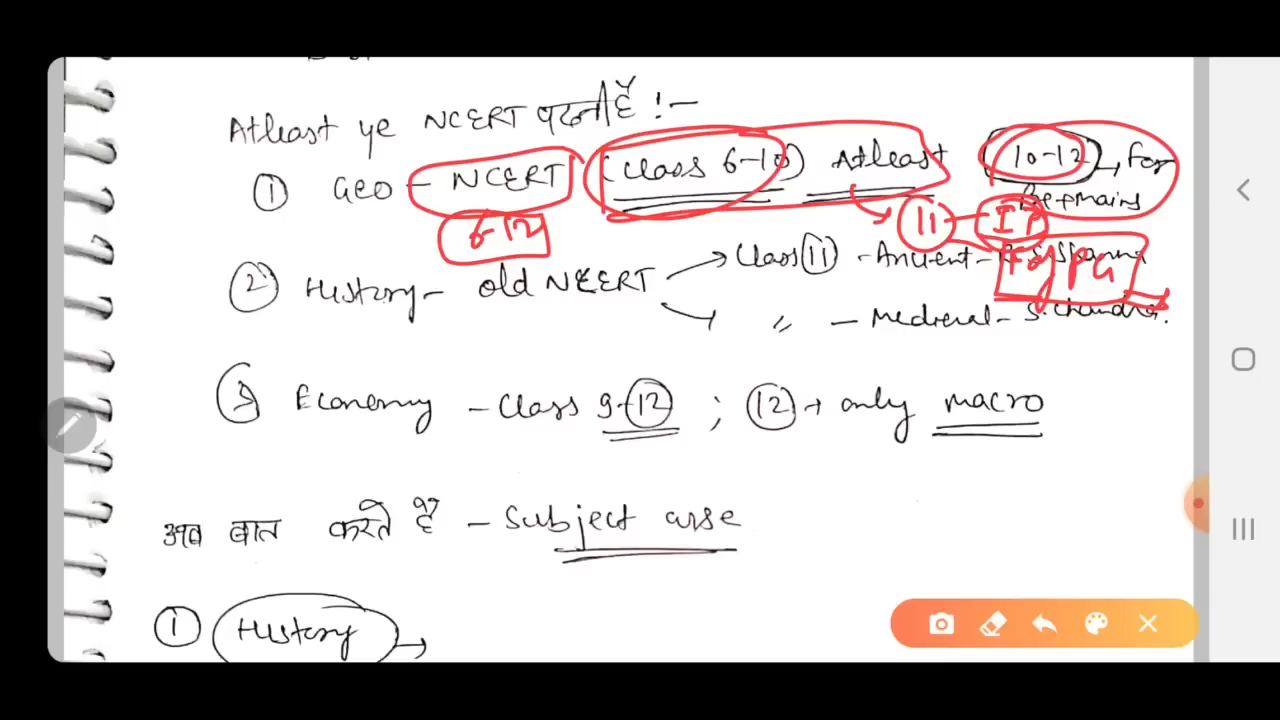 Atleast ye NCERT पढ़नी हैं :-
① Geo - NCERT (Class 6-10) Atleast 10-12 → For
6-12 11 - IP
② History - old NCERT → Class 11 - Ancient - R.S. Sharma
" - Medieval - S. Chandra.
③ Economy - Class 9-12 ; 12 → only macro
अब बात करते हैं - Subject wise
① History →